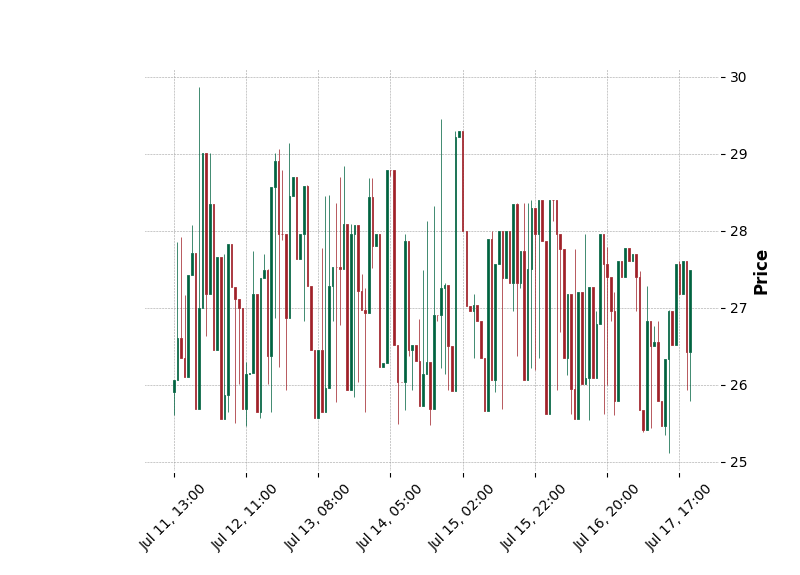 30
29
28
27
26
25
Price
Jul 11, 13:00
Jul 12, 11:00
Jul 13, 08:00
Jul 14, 05:00
Jul 15, 02:00
Jul 15, 22:00
Jul 16, 20:00
Jul 17, 17:00